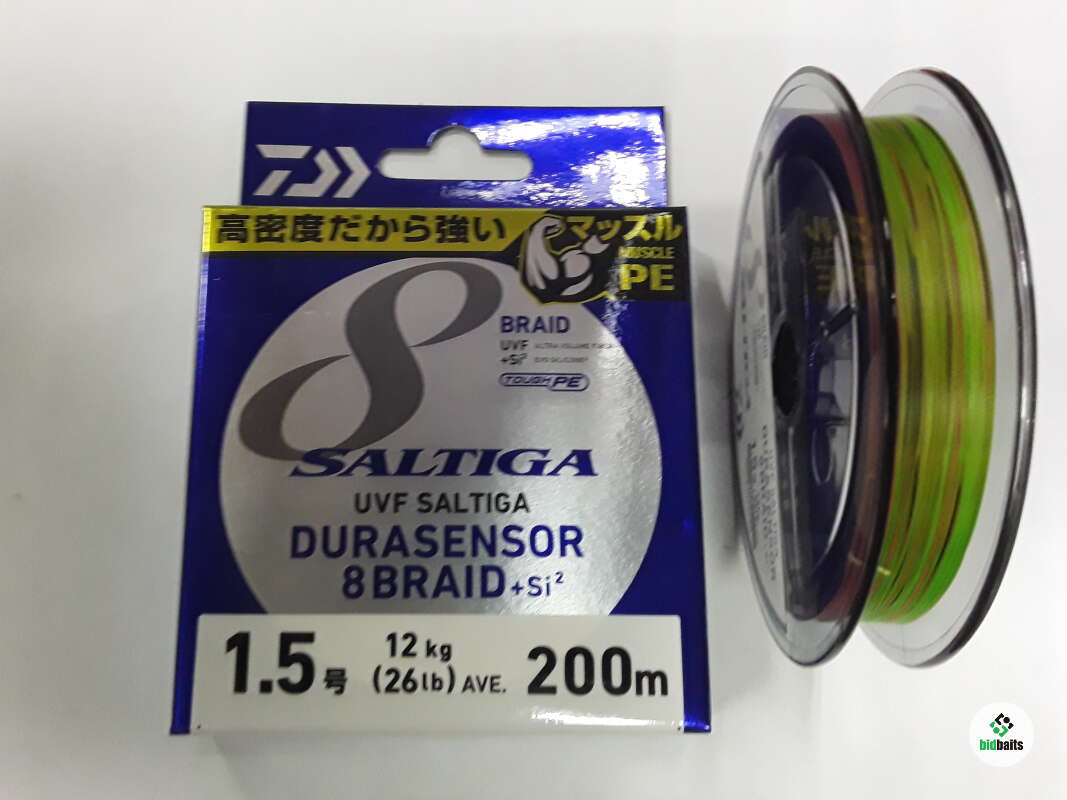 高密度だから強い
マッスル
MUSCLE
PE
8
BRAID
UVF
+Si²
TOUGH PE
SALTIGA
UVF SALTIGA
DURASENSOR
8BRAID+Si²
1.5号 12kg (26lb) AVE. 200m
bidbaits